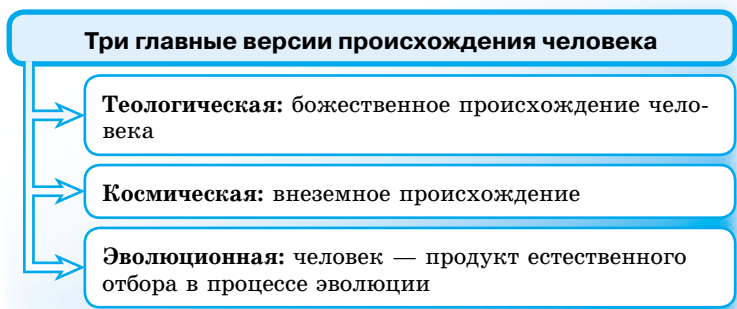 Три главные версии происхождения человека
Теологическая: божественное происхождение чело-
века
Космическая: внеземное происхождение
Эволюционная: человек — продукт естественного
отбора в процессе эволюции